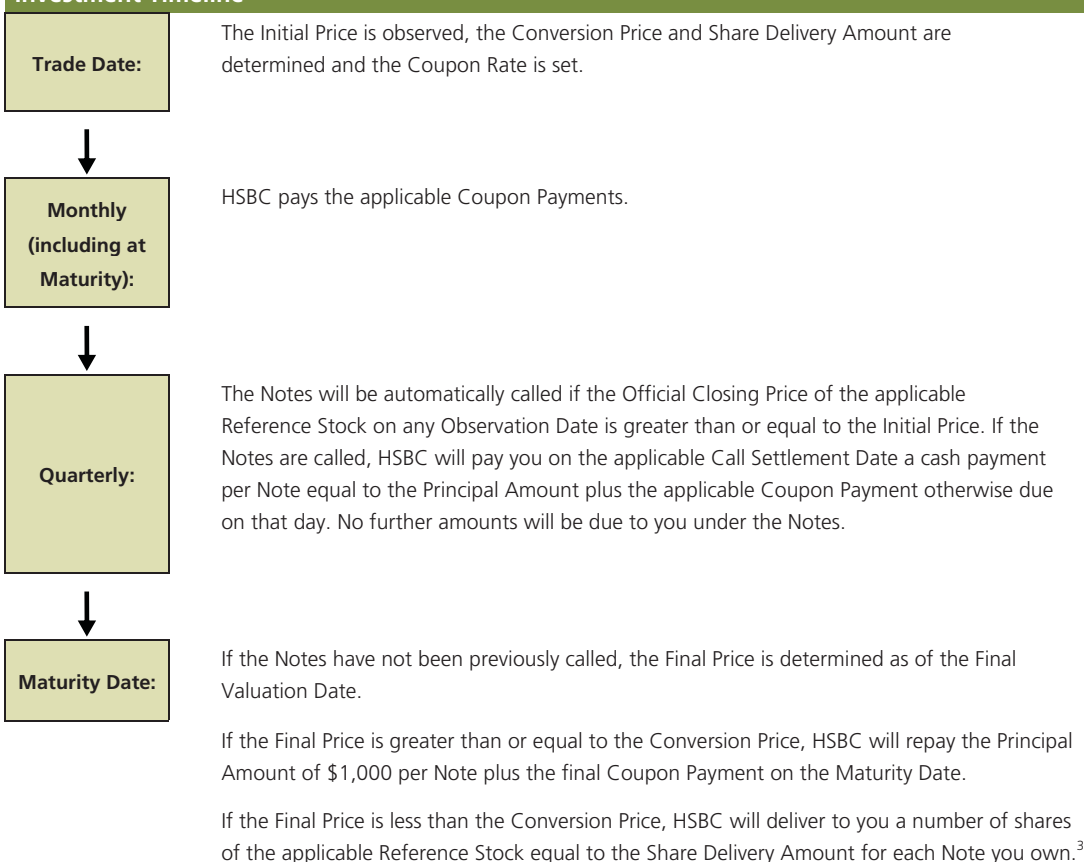 Trade Date:
The Initial Price is observed, the Conversion Price and Share Delivery Amount are
determined and the Coupon Rate is set.
Monthly
(including at
Maturity):
HSBC pays the applicable Coupon Payments.
Quarterly:
The Notes will be automatically called if the Official Closing Price of the applicable
Reference Stock on any Observation Date is greater than or equal to the Initial Price. If the
Notes are called, HSBC will pay you on the applicable Call Settlement Date a cash payment
per Note equal to the Principal Amount plus the applicable Coupon Payment otherwise due
on that day. No further amounts will be due to you under the Notes.
Maturity Date:
If the Notes have not been previously called, the Final Price is determined as of the Final
Valuation Date.
If the Final Price is greater than or equal to the Conversion Price, HSBC will repay the Principal
Amount of $1,000 per Note plus the final Coupon Payment on the Maturity Date.
If the Final Price is less than the Conversion Price, HSBC will deliver to you a number of shares
of the applicable Reference Stock equal to the Share Delivery Amount for each Note you own.3